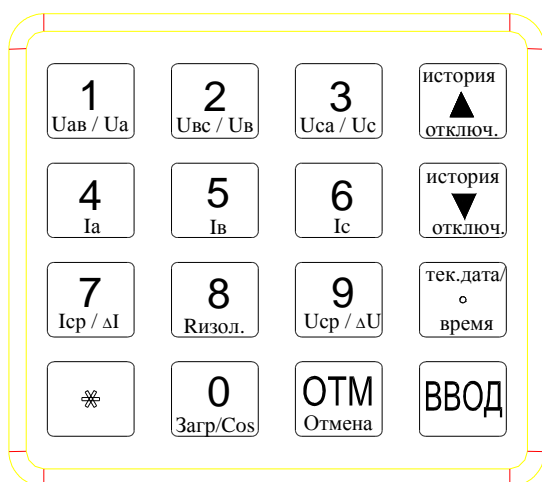 1 2 3 история
Uав / Uа Uвс / Uв Uса / Uс ▲ отключ.
4 5 6 история
Iа Iв Iс ▼ отключ.
7 8 9 тек.дата/
Iср / ΔI Rизол. Uср / ΔU ° время
* 0 ОТМ ВВОД
Загр/Cos Отмена